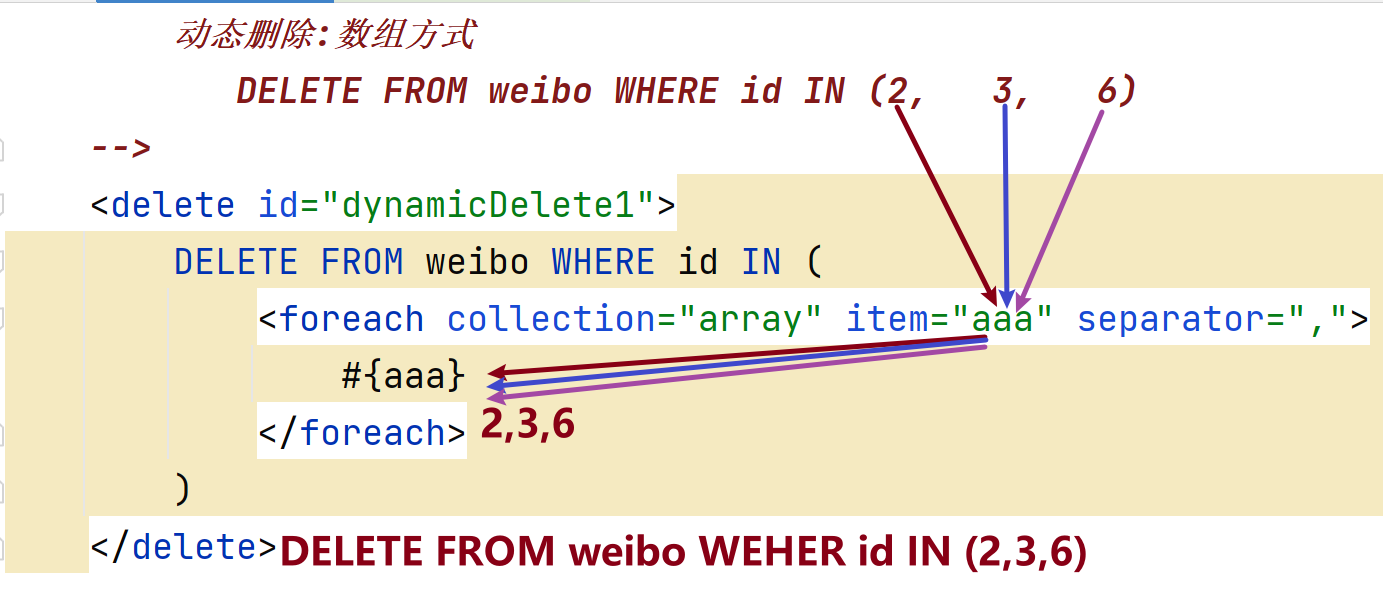 动态删除:数组方式
DELETE FROM weibo WHERE id IN (2, 3, 6)
-->
<delete id="dynamicDelete1">
DELETE FROM weibo WHERE id IN (
<foreach collection="array" item="aaa" separator=",">
#{aaa}
</foreach> 2,3,6
)
</delete>DELETE FROM weibo WEHER id IN (2,3,6)